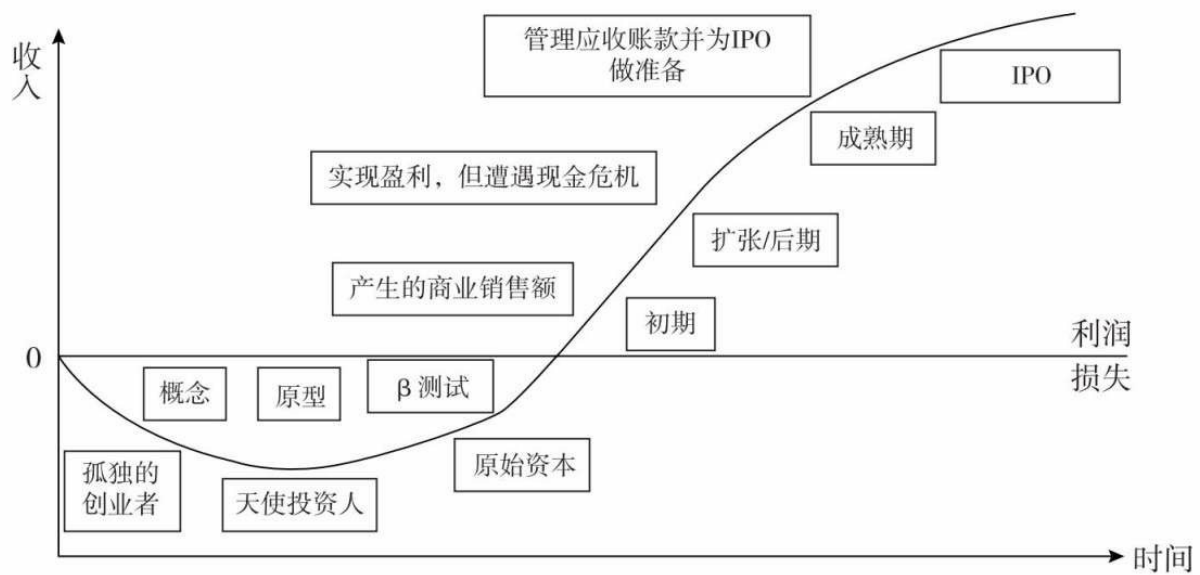 收入
管理应收账款并为IPO
做准备
IPO
成熟期
实现盈利，但遭遇现金危机
扩张/后期
产生的商业销售额
初期
利润
0
损失
概念
原型
β 测试
原始资本
孤独的
创业者
天使投资人
时间